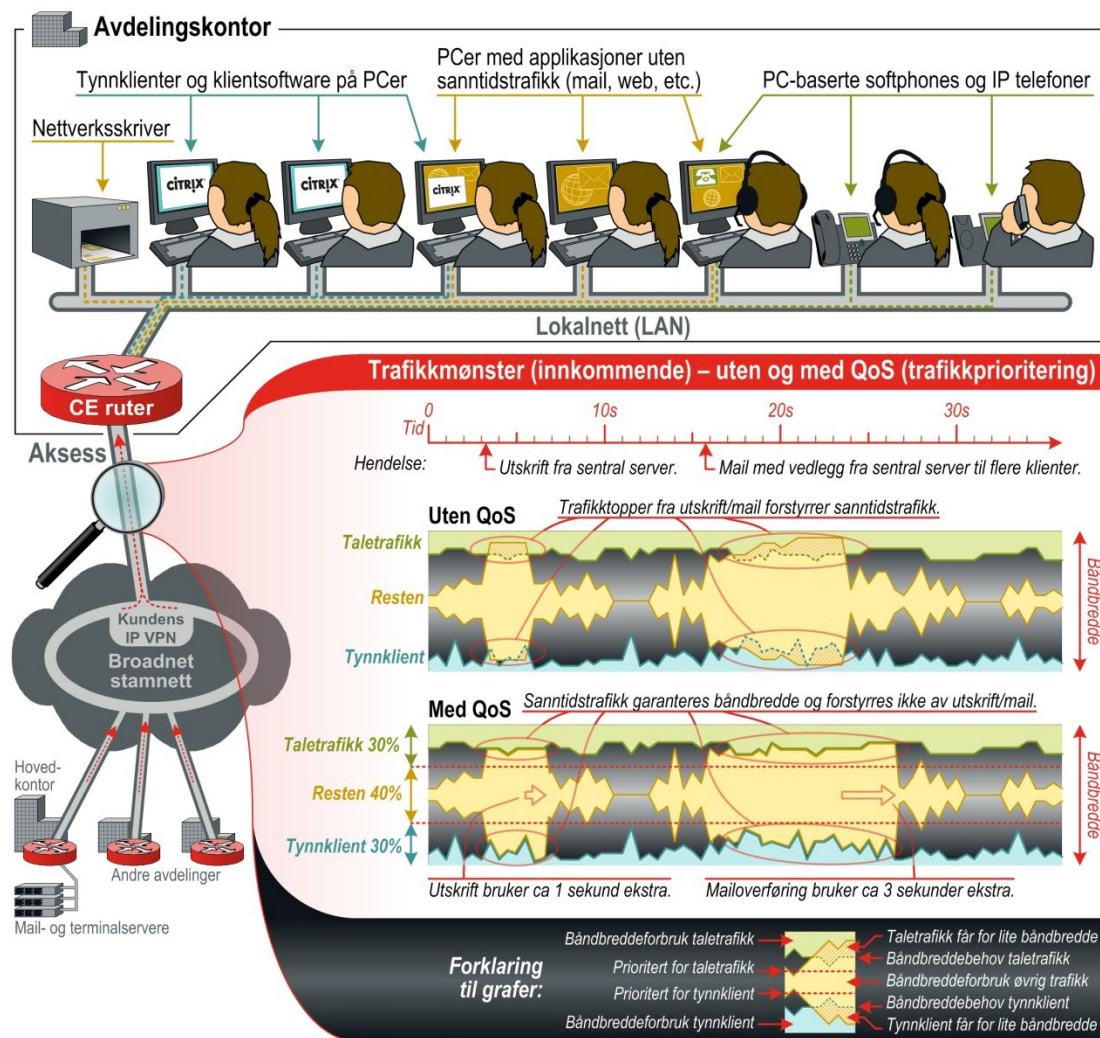 Avdelingskontor
Tynnklienter og klientsoftware på PCer
PCer med applikasjoner uten
sanntidstrafikk (mail, web, etc.)
PC-baserte softphones og IP telefoner
Nettverksskriver
CITRIX
CITRIX
CITRIX
Lokalnett (LAN)
CE ruter
Aksess
Kundens
IP VPN
Broadnet
stamnett
Hoved-
kontor
Andre avdelinger
Mail- og terminalservere
Trafikkmønster (innkommende) – uten og med QoS (trafikkprioritering)
0 10s 20s 30s
Tid
Hendelse:
Utskrift fra sentral server.
Mail med vedlegg fra sentral server til flere klienter.
Uten QoS
Trafikktopper fra utskrift/mail forstyrrer sanntidstrafikk.
Taletrafikk
Resten
Tynnklient
Båndbredde
Med QoS
Sanntidstrafikk garanteres båndbredde og forstyrres ikke av utskrift/mail.
Taletrafikk 30%
Resten 40%
Tynnklient 30%
Båndbredde
Utskrift bruker ca 1 sekund ekstra.
Mailoverføring bruker ca 3 sekunder ekstra.
Forklaring
til grafer:
Båndbreddeforbruk taletrafikk
Prioritert for taletrafikk
Prioritert for tynnklient
Båndbreddeforbruk tynnklient
Taletrafikk får for lite båndbredde
Båndbreddebehov taletrafikk
Båndbreddeforbruk øvrig trafikk
Båndbreddebehov tynnklient
Tynnklient får for lite båndbredde